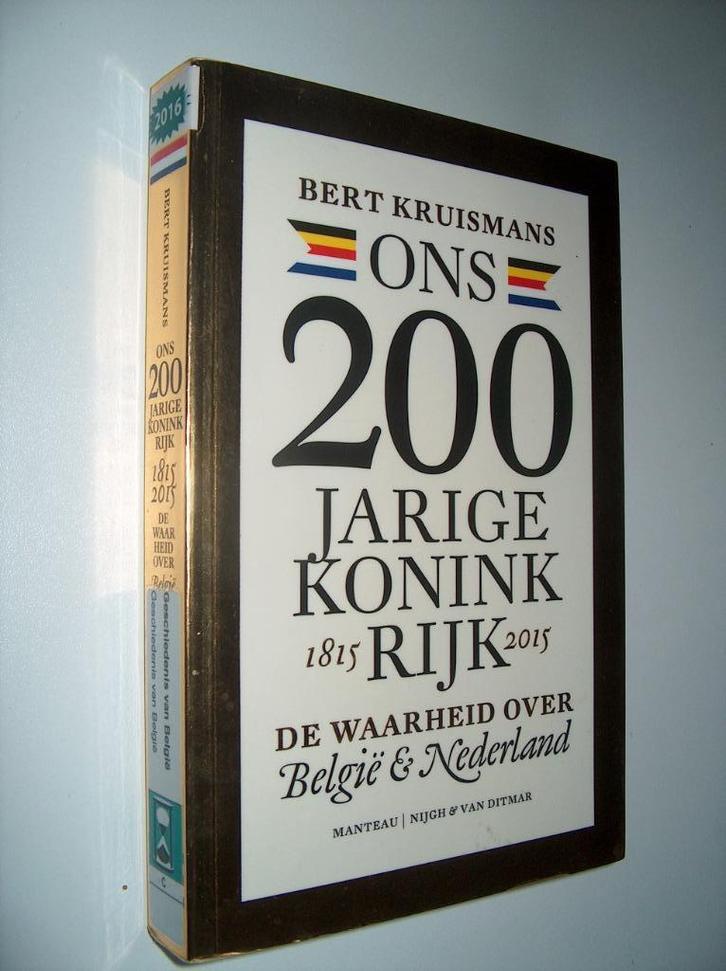 BERT KRUISMANS
ONS
200
JARIGE
KONINK
1815 RIJK 2015
DE WAARHEID OVER
België & Nederland
MANTEAU | NIJGH & VAN DITMAR
2016
BERT KRUISMANS
ONS
200
JARIGE
KONINK
RIJK
1815
2015
DE
WAAR
HEID
OVER
België
Geschiedenis van België
Geschiedenis van België
C